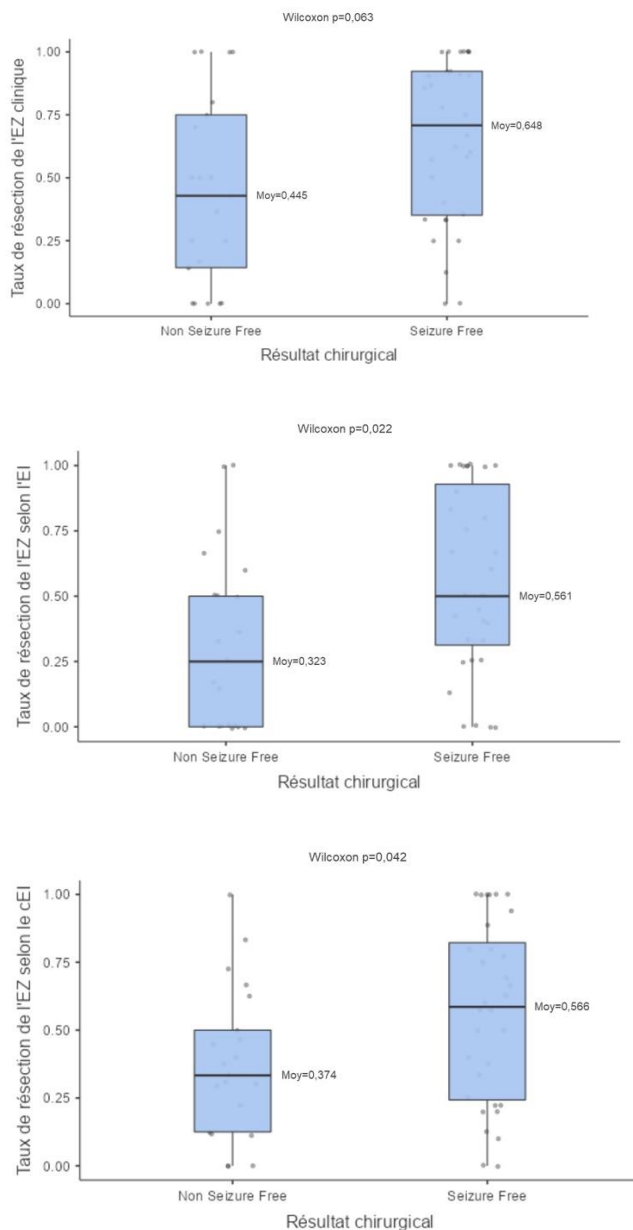 Wilcoxon p=0,063
Taux de résection de l'EZ clinique
1.00
0.75
0.50
0.25
0.00
Moy=0,445
Moy=0,648
Non Seizure Free
Seizure Free
Résultat chirurgical
Wilcoxon p=0,022
Taux de résection de l'EZ selon l'EI
1.00
0.75
0.50
0.25
0.00
Moy=0,323
Moy=0,561
Non Seizure Free
Seizure Free
Résultat chirurgical
Wilcoxon p=0,042
Taux de résection de l'EZ selon le cEI
1.00
0.75
0.50
0.25
0.00
Moy=0,374
Moy=0,566
Non Seizure Free
Seizure Free
Résultat chirurgical